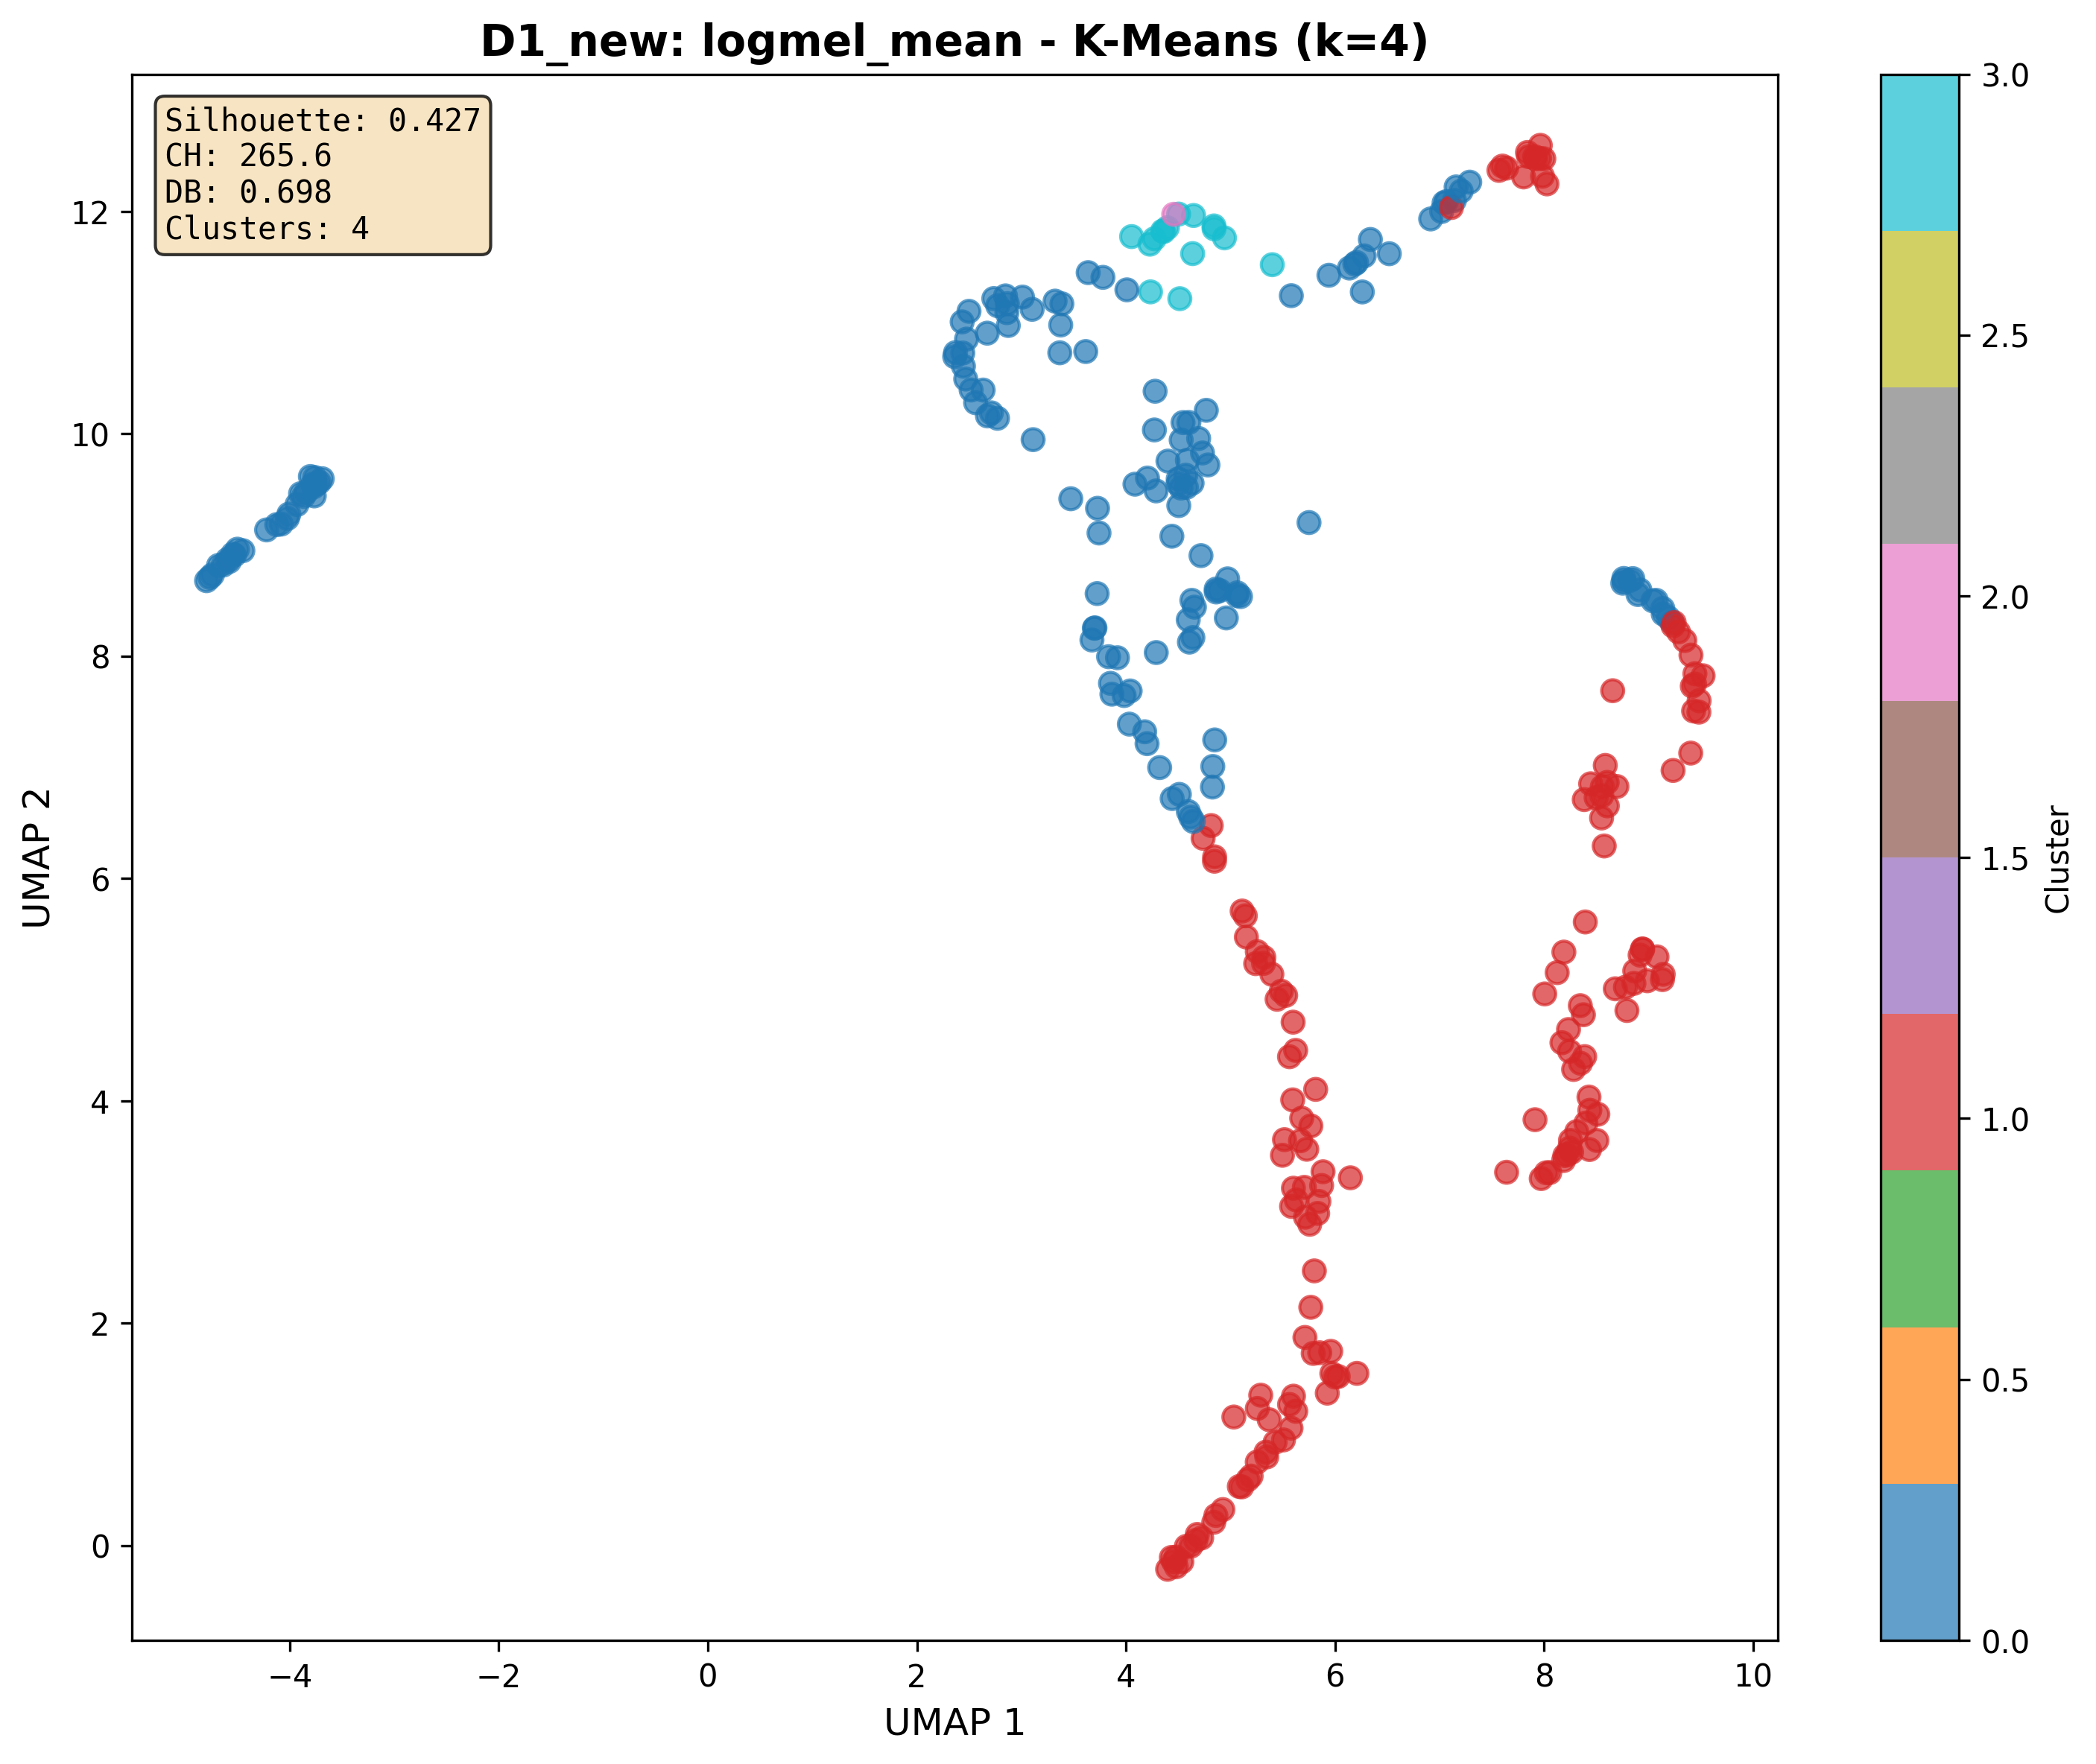 D1_new: logmel_mean - K-Means (k=4)
Silhouette: 0.427
CH: 265.6
DB: 0.698
Clusters: 4
UMAP 2
12
10
8
6
4
2
0
−4
−2
0
2
4
6
8
10
UMAP 1
3.0
2.5
2.0
1.5
1.0
0.5
0.0
Cluster